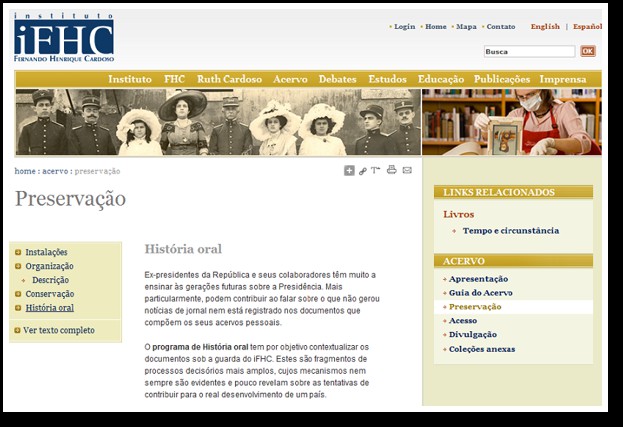 instituto
iFHC
FERNANDO HENRIQUE CARDOSO
Login
Home
Mapa
Contato
English | Español
Busca
OK
Instituto FHC Ruth Cardoso Acervo Debates Estudos Educação Publicações Imprensa
home : acervo : preservação
T
Preservação
Instalações
Organização
Descrição
Conservação
História oral
Ver texto completo
História oral
Ex-presidentes da República e seus colaboradores têm muito a
ensinar às gerações futuras sobre a Presidência. Mais
particularmente, podem contribuir ao falar sobre o que não gerou
notícias de jornal nem está registrado nos documentos que
compõem os seus acervos pessoais.
O programa de História oral tem por objetivo contextualizar os
documentos sob a guarda do iFHC. Estes são fragmentos de
processos decisórios mais amplos, cujos mecanismos nem
sempre são evidentes e pouco revelam sobre as tentativas de
contribuir para o real desenvolvimento de um país.
LINKS RELACIONADOS
Livros
Tempo e circunstância
ACERVO
Apresentação
Guia do Acervo
Preservação
Acesso
Divulgação
Coleções anexas